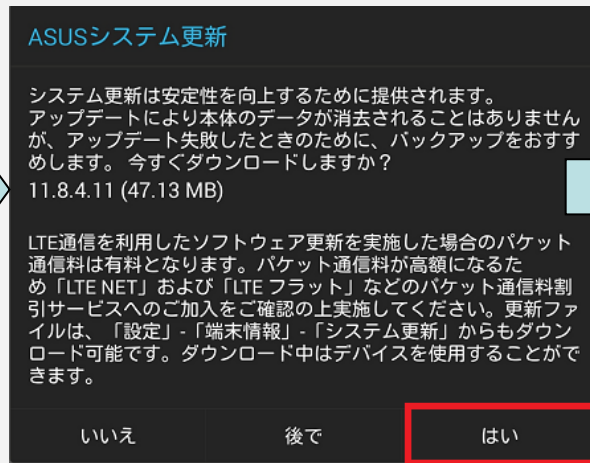 ASUSシステム更新
システム更新は安定性を向上するために提供されます。
アップデートにより本体のデータが消去されることはありません
が、アップデート失敗したときのために、バックアップをおすす
めします。 今すぐダウンロードしますか？
11.8.4.11 (47.13 MB)
LTE通信を利用したソフトウェア更新を実施した場合のパケット
通信料は有料となります。パケット通信料が高額になるた
め「LTE NET」および「LTE フラット」などのパケット通信料割
引サービスへのご加入をご確認の上実施してください。更新ファ
イルは、「設定」-「端末情報」-「システム更新」からもダウン
ロード可能です。ダウンロード中はデバイスを使用することがで
きます。
いいえ 後で はい